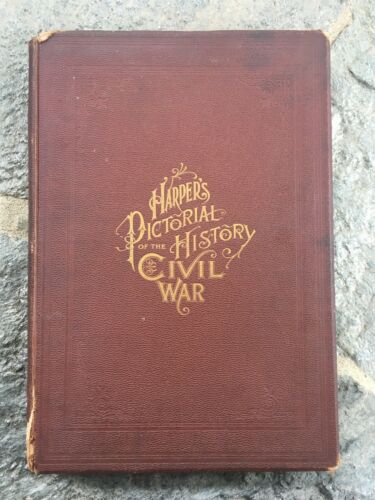 HARPER'S
PICTORIAL
OF THE HISTORY
CIVIL
WAR